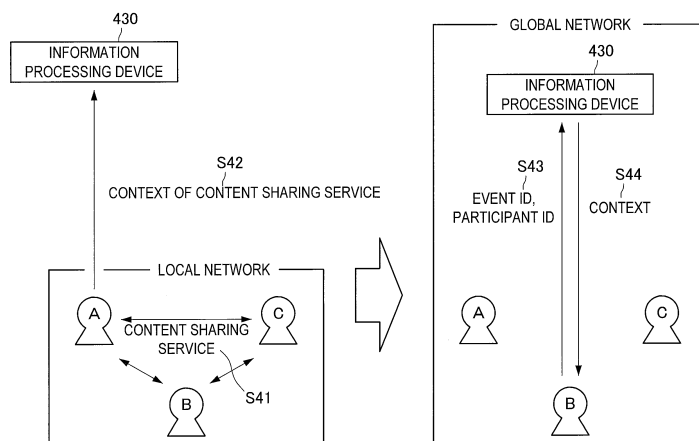 430
INFORMATION
PROCESSING DEVICE
S42
CONTEXT OF CONTENT SHARING SERVICE
LOCAL NETWORK
A
C
CONTENT SHARING
SERVICE
S41
B
GLOBAL NETWORK
430
INFORMATION
PROCESSING DEVICE
S43
EVENT ID,
PARTICIPANT ID
S44
CONTEXT
A
C
B